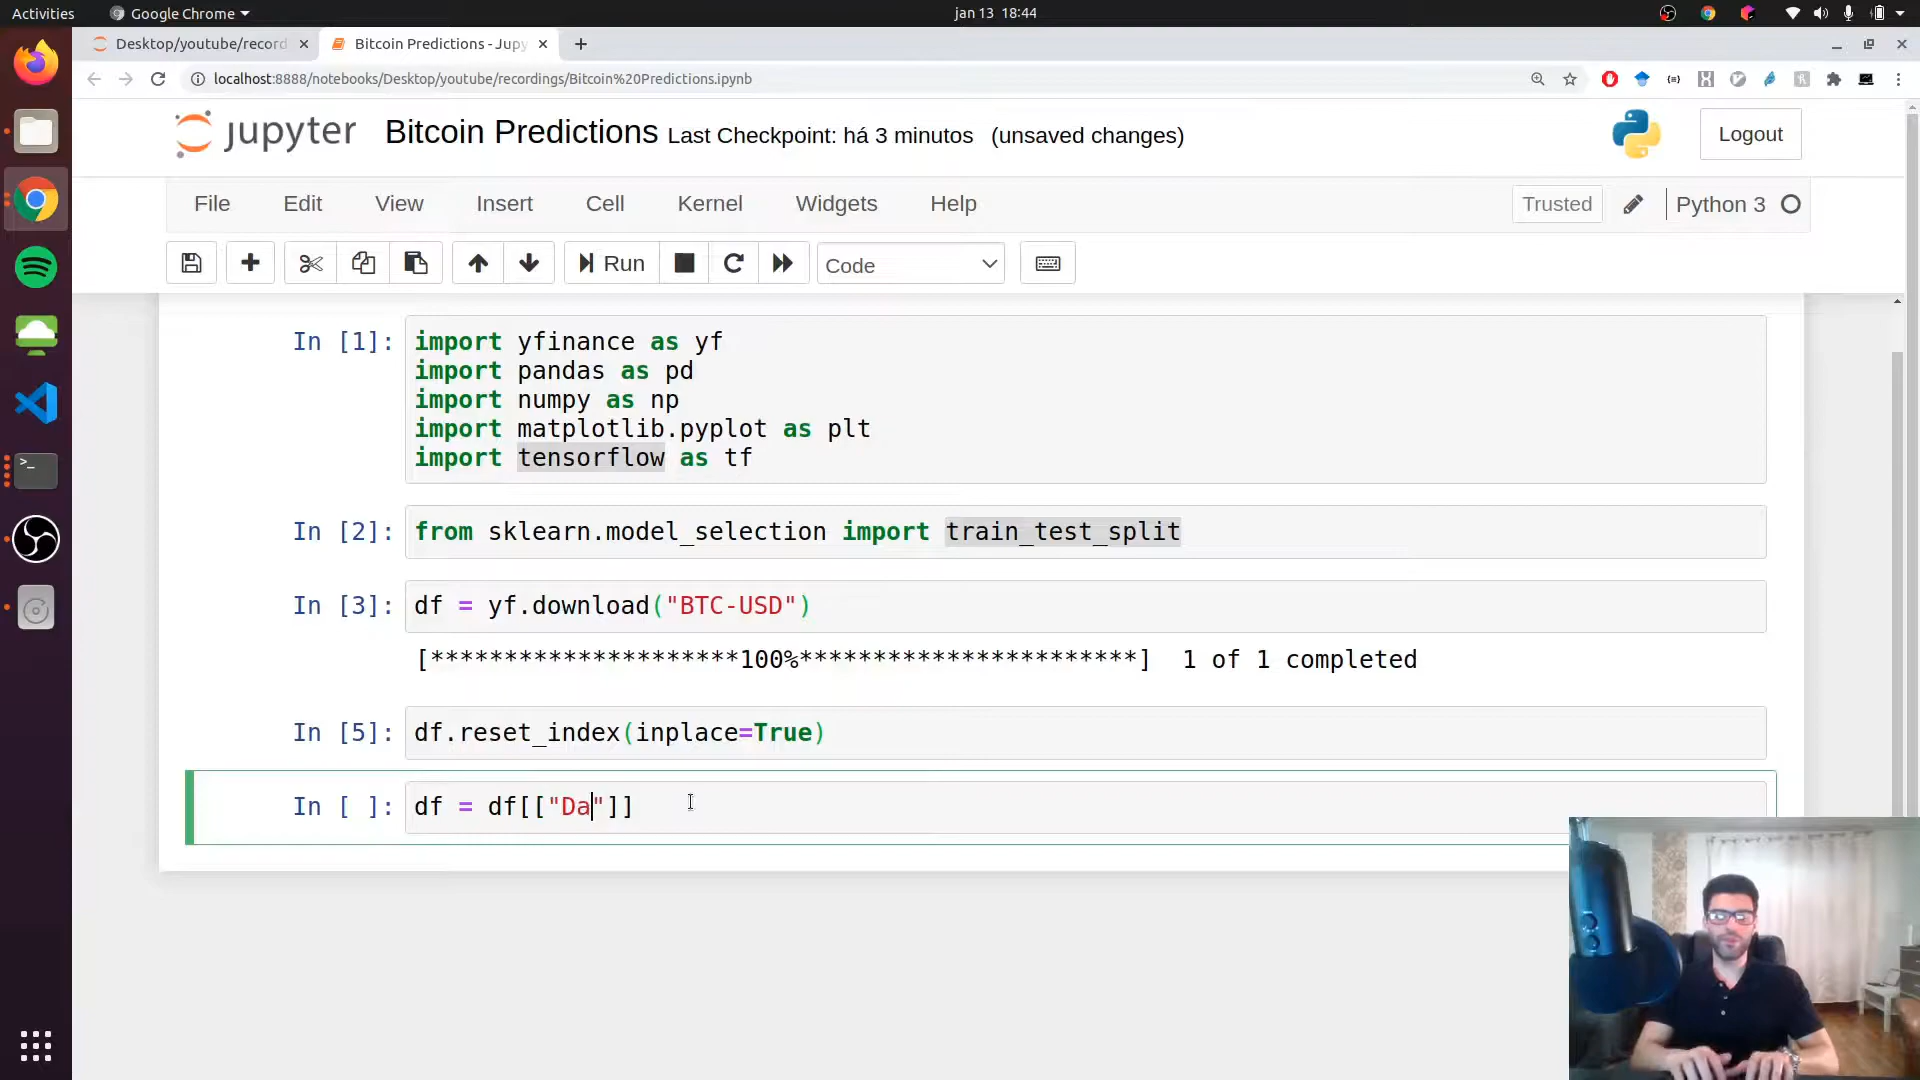 Activities
Google Chrome
jan 13 18:44
Desktop/youtube/record
Bitcoin Predictions - Jupy
localhost:8888/notebooks/Desktop/youtube/recordings/Bitcoin%20Predictions.ipynb
jupyter Bitcoin Predictions Last Checkpoint: há 3 minutos (unsaved changes)
Logout
File Edit View Insert Cell Kernel Widgets Help
Trusted
Python 3
Run
Code
In [1]: import yfinance as yf
import pandas as pd
import numpy as np
import matplotlib.pyplot as plt
import tensorflow as tf
In [2]: from sklearn.model_selection import train_test_split
In [3]: df = yf.download("BTC-USD")
[*********************100%***********************] 1 of 1 completed
In [5]: df.reset_index(inplace=True)
In [ ]: df = df[["Da"]]